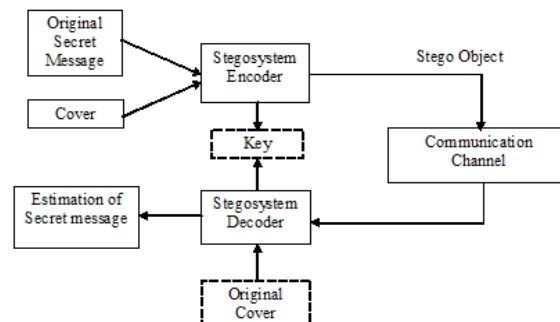 Original
Secret
Message
Stegosystem
Encoder
Stego Object
Cover
Key
Communication
Channel
Estimation of
Secret message
Stegosystem
Decoder
Original
Cover